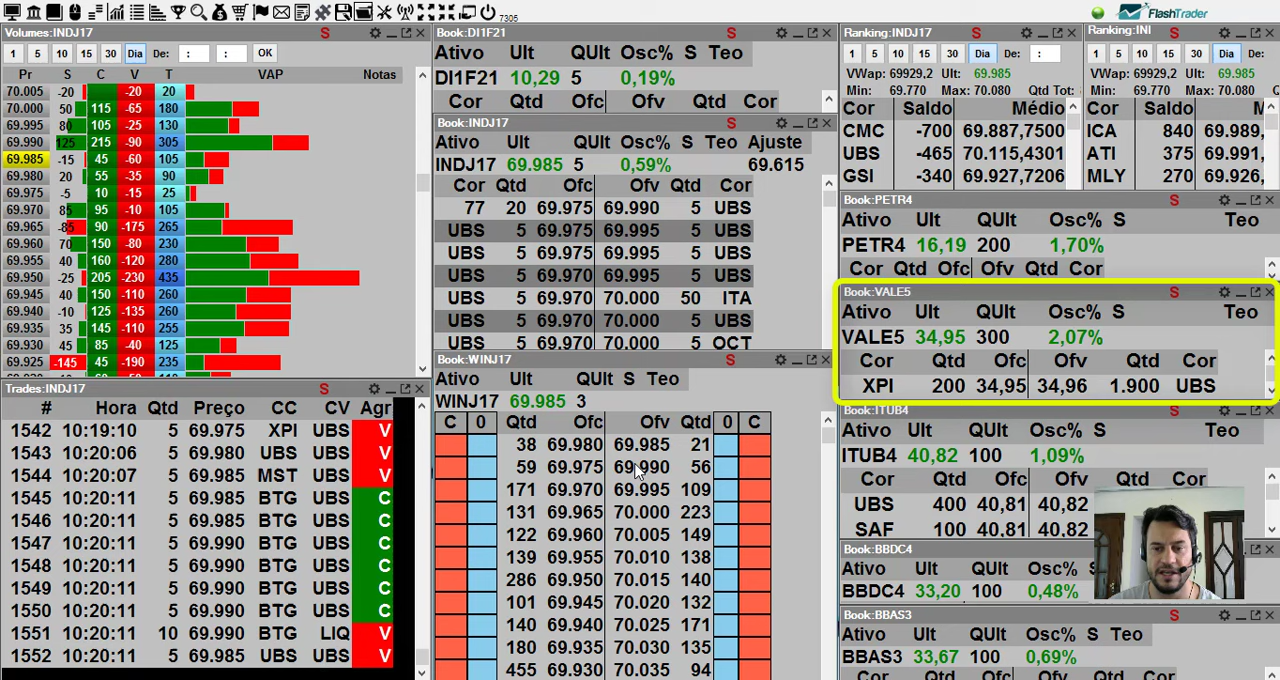 7305
FlashTrader
Volumes:INDJ17 S
1 5 10 15 30 Dia De: : : OK
Pr S C V T VAP Notas
70.005 -20 -20 20
70.000 50 115 -65 180
69.995 80 105 -25 130
69.990 125 215 -90 305
69.985 -15 45 -60 105
69.980 20 55 -35 90
69.975 -5 10 -15 25
69.970 85 95 -10 105
69.965 -85 90 -175 265
69.960 70 150 -80 230
69.955 40 160 -120 280
69.950 -25 205 -230 435
69.945 40 150 -110 260
69.940 -10 125 -135 260
69.935 35 145 -110 255
69.930 45 85 -40 125
69.925 -145 45 -190 235
Trades:INDJ17 S
# Hora Qtd Preço CC CV Agr
1542 10:19:10 5 69.975 XPI UBS V
1543 10:20:06 5 69.980 UBS UBS V
1544 10:20:07 5 69.985 MST UBS V
1545 10:20:11 5 69.985 BTG UBS C
1546 10:20:11 5 69.985 BTG UBS C
1547 10:20:11 5 69.985 BTG UBS C
1548 10:20:11 5 69.990 BTG UBS C
1549 10:20:11 5 69.990 BTG UBS C
1550 10:20:11 5 69.990 BTG UBS C
1551 10:20:11 10 69.990 BTG LIQ V
1552 10:20:11 5 69.985 BTG UBS V
Book:DI1F21 S
Ativo Ult QUlt Osc% S Teo
DI1F21 10,29 5 0,19%
Cor Qtd Ofc Ofv Qtd Cor
Book:INDJ17 S
Ativo Ult QUlt Osc% S Teo Ajuste
INDJ17 69.985 5 0,59% 69.615
Cor Qtd Ofc Ofv Qtd Cor
77 20 69.975 69.990 5 UBS
UBS 5 69.975 69.995 5 UBS
UBS 5 69.970 69.995 5 UBS
UBS 5 69.970 69.995 5 UBS
UBS 5 69.970 70.000 50 ITA
UBS 5 69.970 70.000 5 UBS
UBS 5 69.970 70.000 5 OCT
Book:WINJ17 S
Ativo Ult QUlt S Teo
WINJ17 69.985 3
C 0 Qtd Ofc Ofv Qtd 0 C
38 69.980 69.985 21
59 69.975 69.990 56
171 69.970 69.995 109
131 69.965 70.000 223
122 69.960 70.005 149
139 69.955 70.010 138
286 69.950 70.015 140
101 69.945 70.020 132
140 69.940 70.025 171
180 69.935 70.030 135
455 69.930 70.035 94
Ranking:INDJ17 S
1 5 10 15 30 Dia De: :
VWap: 69929,2 Ult: 69.985
Min: 69.770 Max: 70.080 Qtd Tot:
Cor Saldo Médio
CMC -700 69.887,7500
UBS -465 70.115,4301
GSI -340 69.927,7206
Ranking:INI
1 5 10 15 30 Dia De:
VWap: 69929,2 Ult: 69.985
Min: 69.770 Max: 70.080 Q
Cor Saldo
ICA 840 69.989,
ATI 375 69.991,
MLY 270 69.926,
Book:PETR4 S
Ativo Ult QUlt Osc% S Teo
PETR4 16,19 200 1,70%
Cor Qtd Ofc Ofv Qtd Cor
Book:VALE5 S
Ativo Ult QUlt Osc% S Teo
VALE5 34,95 300 2,07%
Cor Qtd Ofc Ofv Qtd Cor
XPI 200 34,95 34,96 1.900 UBS
Book:ITUB4 S
Ativo Ult QUlt Osc% S Teo
ITUB4 40,82 100 1,09%
Cor Qtd Ofc Ofv Qtd Cor
UBS 400 40,81 40,82
SAF 100 40,81 40,82
Book:BBDC4
Ativo Ult QUlt Osc%
BBDC4 33,20 100 0,48%
Book:BBAS3 S
Ativo Ult QUlt Osc% S Teo
BBAS3 33,67 100 0,69%
Cor Qtd Ofc Ofv Qtd Cor